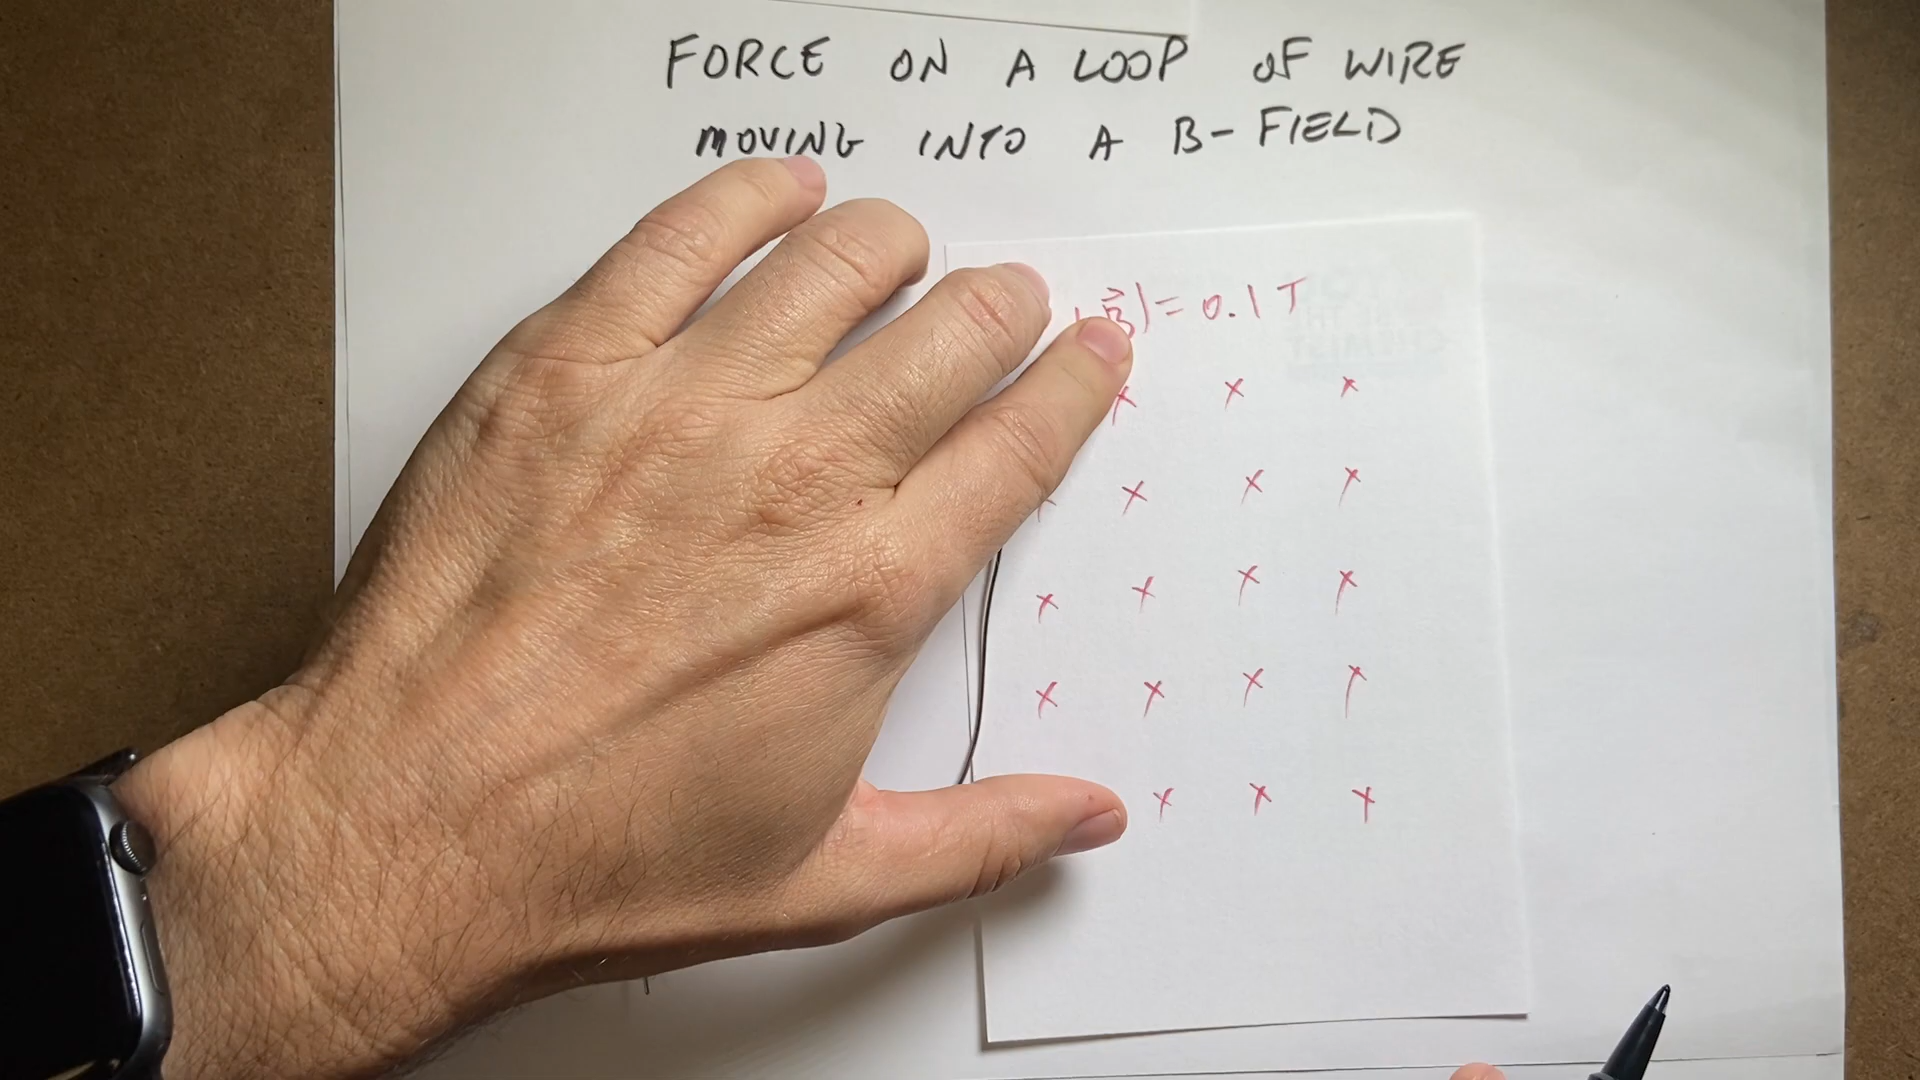 FORCE ON A LOOP OF WIRE
MOVING INTO A B-FIELD
|B⃗| = 0.1 T
x x x
x x x x
x x x x
x x x x
x x x